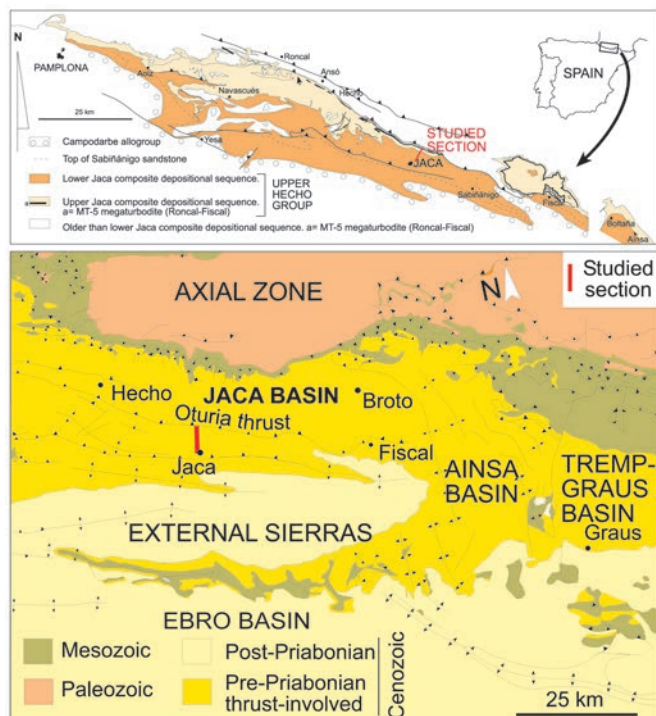 N
PAMPLONA
Aoiz
Navascués
Roncal
Ansó
Hecho
SPAIN
25 km
Yesa
STUDIED
SECTION
JACA
Sabiñánigo
Fiscal
Boltaña
Ainsa
Campodarbe allogroup
Top of Sabiñánigo sandstone
Lower Jaca composite depositional sequence.
Upper Jaca composite depositional sequence.
a= MT-5 megaturbodite (Roncal-Fiscal)
UPPER
HECHO
GROUP
Older than lower Jaca composite depositional sequence. a= MT-5 megaturbodite (Roncal-Fiscal)
AXIAL ZONE
N
Studied
section
Hecho
JACA BASIN
Broto
Oturia thrust
Jaca
Fiscal
AINSA
BASIN
TREMP-
GRAUS
BASIN
Graus
EXTERNAL SIERRAS
EBRO BASIN
Mesozoic
Post-Priabonian
Paleozoic
Pre-Priabonian
thrust-involved
Cenozoic
25 km